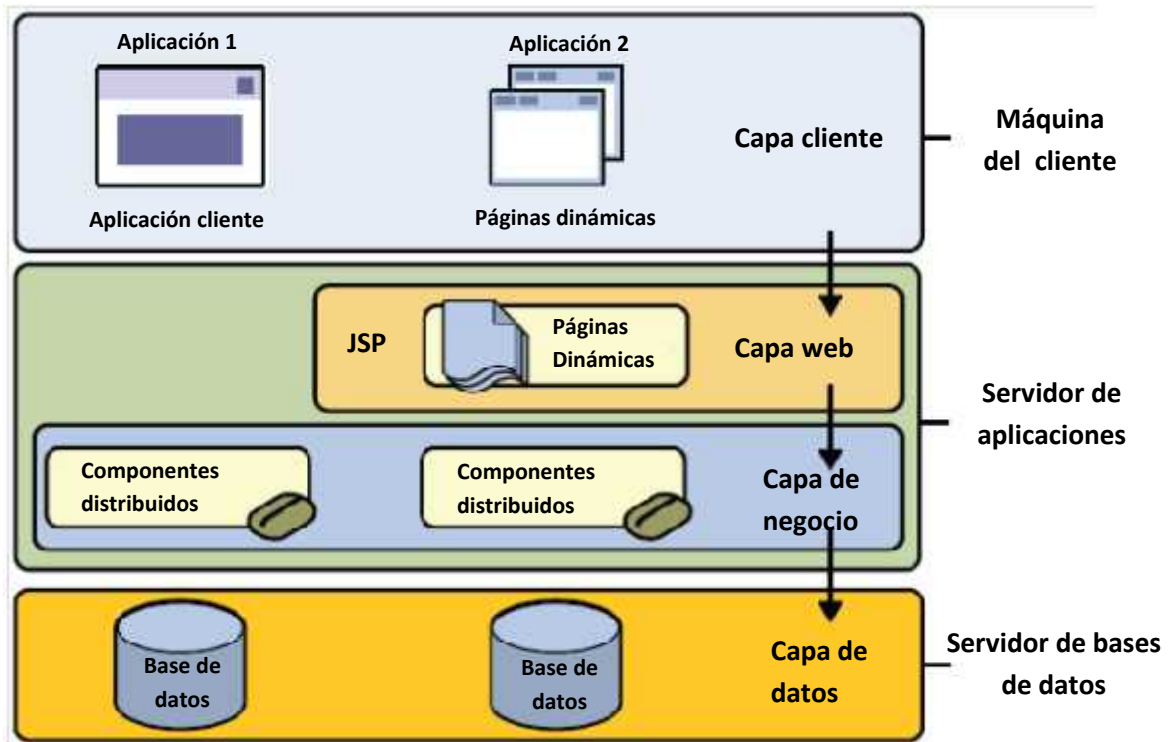 Aplicación 1
Aplicación 2
Aplicación cliente
Páginas dinámicas
Capa cliente
Máquina
del cliente
JSP
Páginas
Dinámicas
Capa web
Servidor de
aplicaciones
Componentes
distribuidos
Componentes
distribuidos
Capa de
negocio
Base de
datos
Base de
datos
Capa de
datos
Servidor de bases
de datos